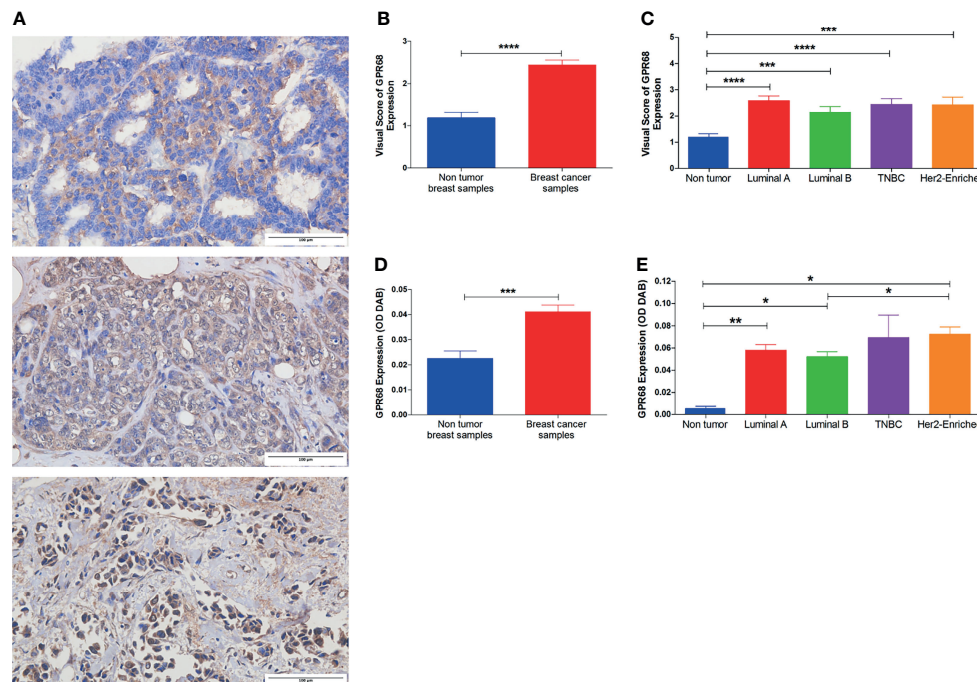 A
100 µm
100 µm
100 µm
B
Visual Score of GPR68
Expression
3
2
1
0
****
Non tumor
breast samples
Breast cancer
samples
C
Visual Score of GPR68
Expression
5
4
3
2
1
0
***
****
***
****
Non tumor
Luminal A
Luminal B
TNBC
Her2-Enriche
D
GPR68 Expression (OD DAB)
0.05
0.04
0.03
0.02
0.01
0.00
***
Non tumor
breast samples
Breast cancer
samples
E
GPR68 Expression (OD DAB)
0.12
0.10
0.08
0.06
0.04
0.02
0.00
*
*
*
**
Non tumor
Luminal A
Luminal B
TNBC
Her2-Enriche